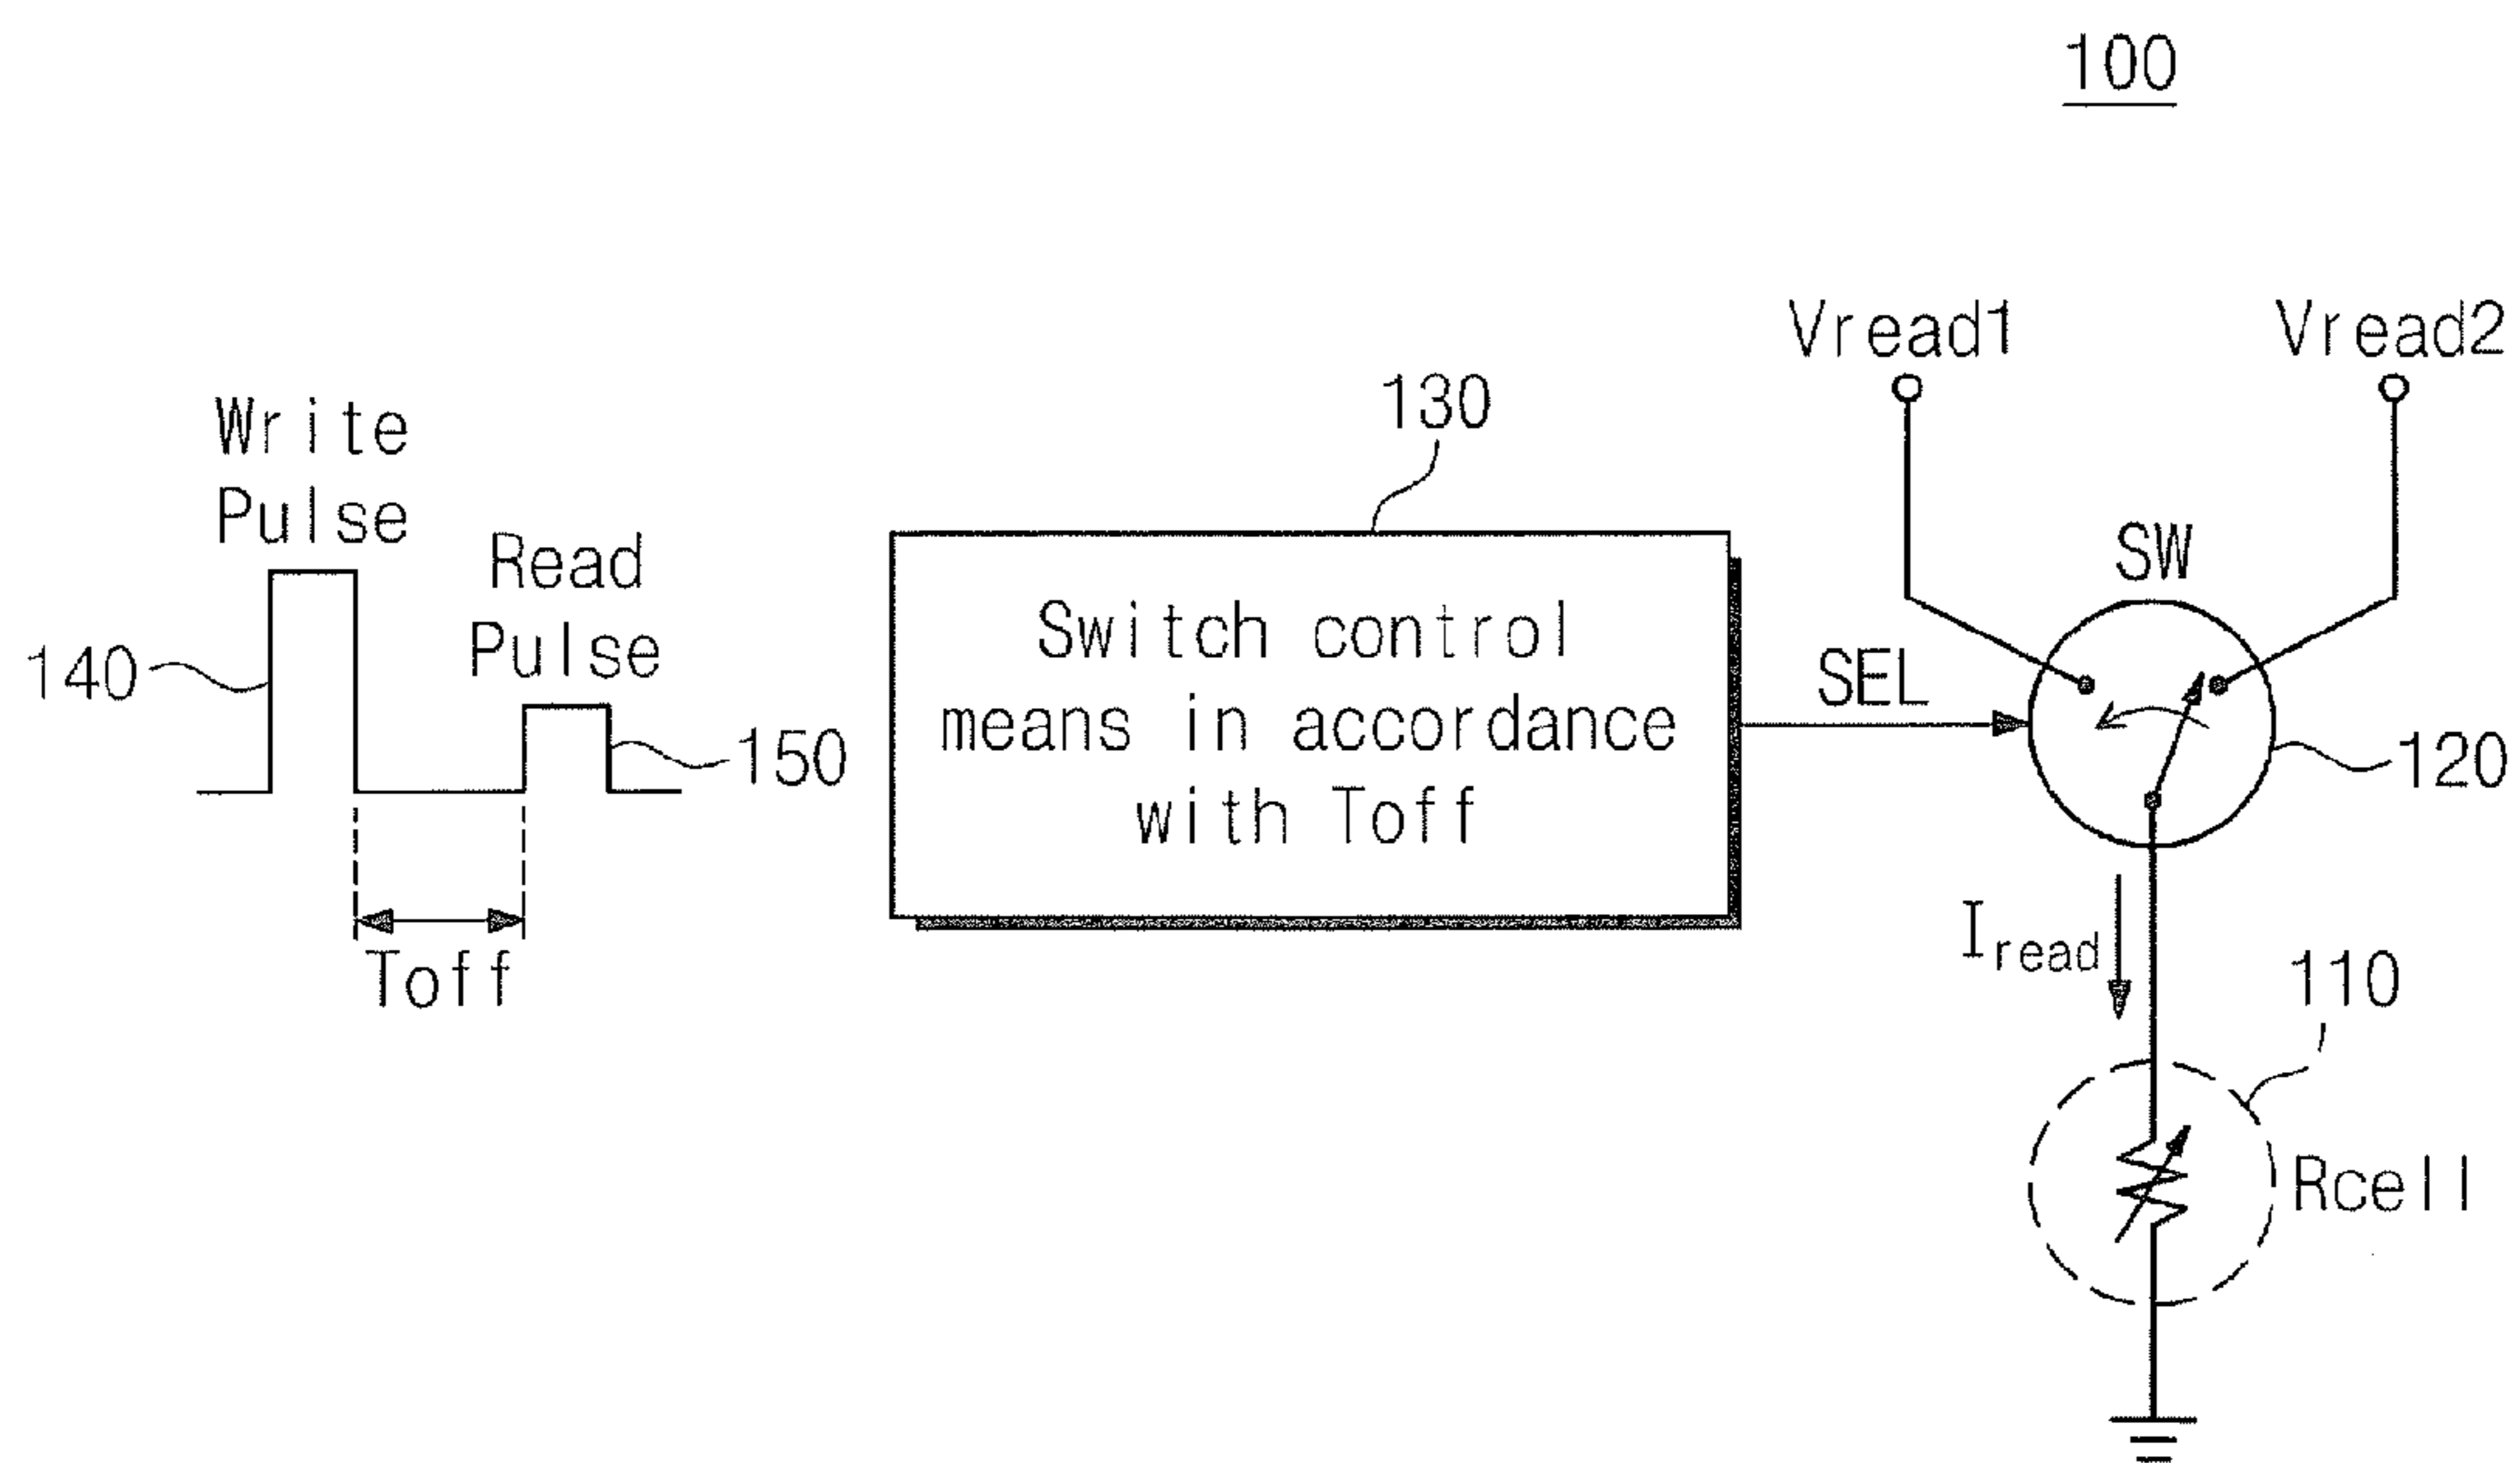 100
Vread1
Vread2
130
Write
Pulse
SW
Read
Pulse
Switch control
means in accordance
with Toff
140
SEL
150
120
Toff
Iread
110
Rcell